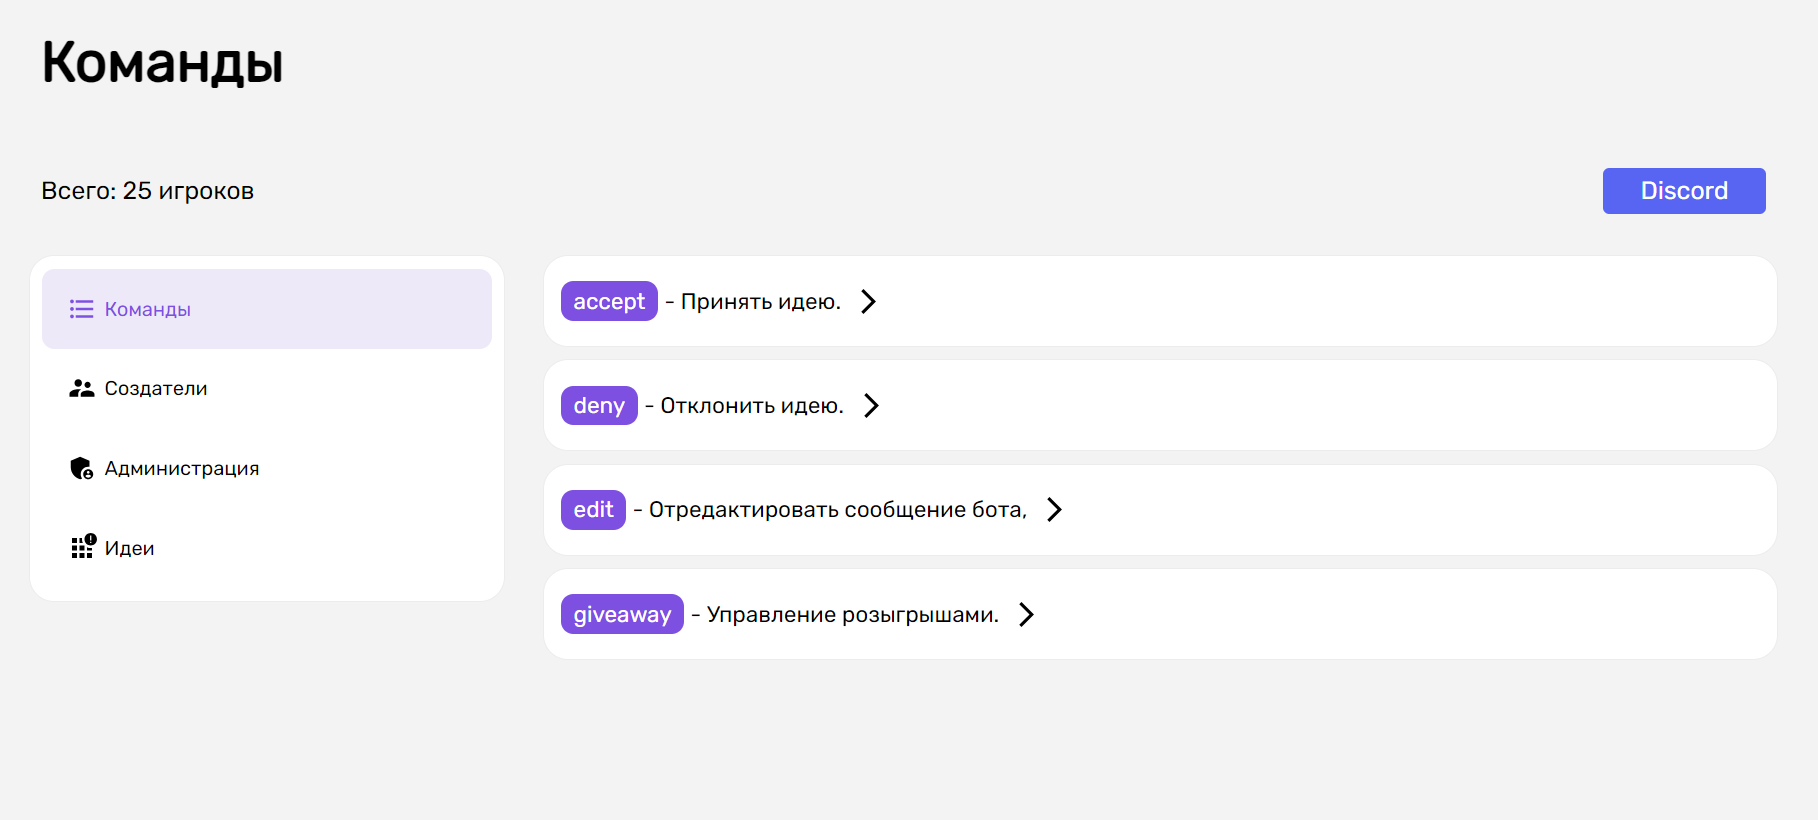 Команды
Всего: 25 игроков
Discord
Команды
Создатели
Администрация
Идеи
accept - Принять идею.
deny - Отклонить идею.
edit - Отредактировать сообщение бота,
giveaway - Управление розыгрышами.